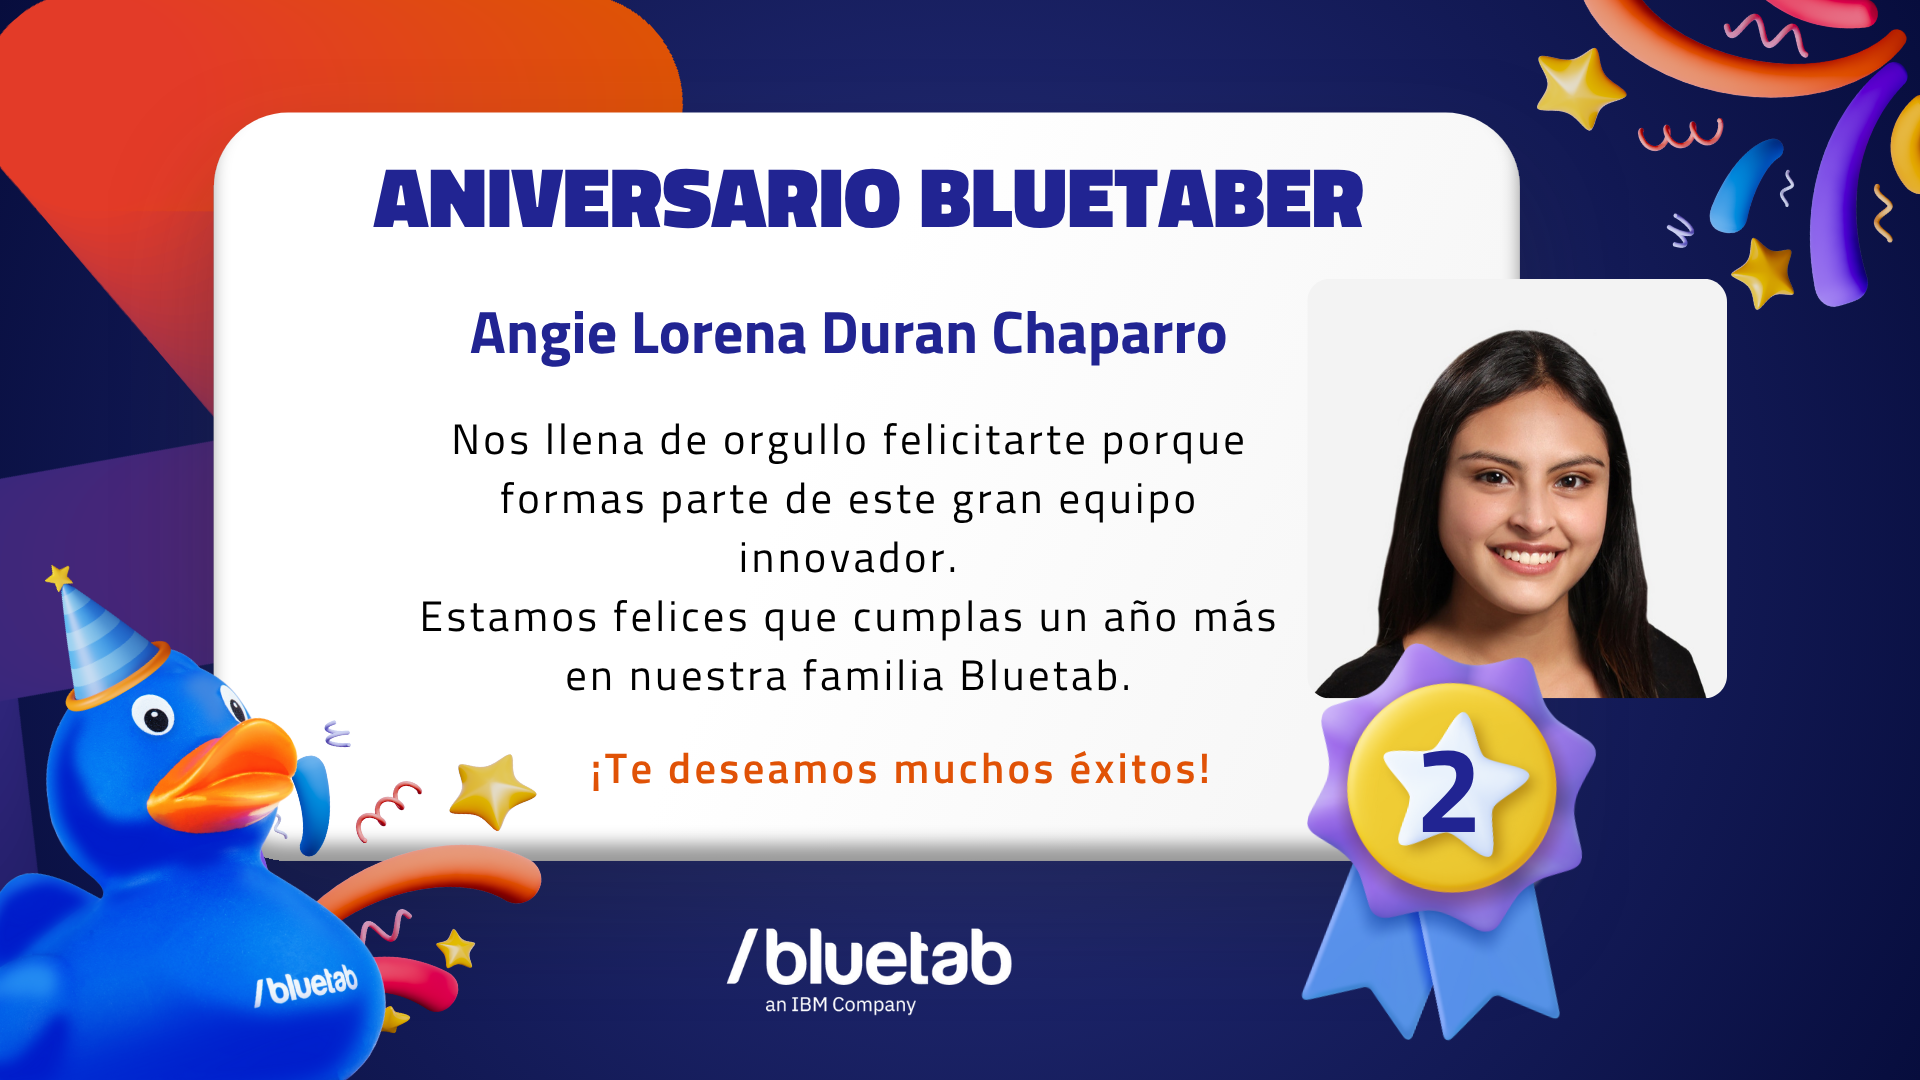 ANIVERSARIO BLUETABER
Angie Lorena Duran Chaparro
Nos llena de orgullo felicitarte porque
formas parte de este gran equipo
innovador.
Estamos felices que cumplas un año más
en nuestra familia Bluetab.
¡Te deseamos muchos éxitos!
2
/bluetab
/bluetab
an IBM Company